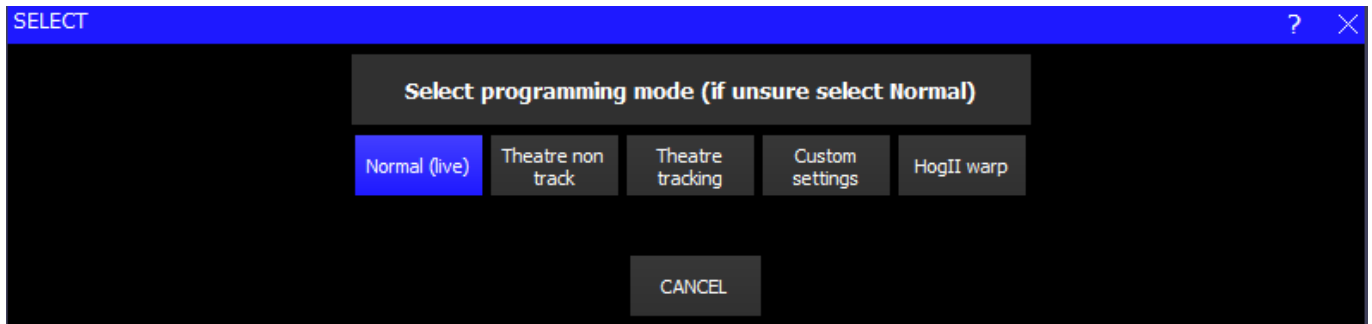 SELECT ? ×
Select programming mode (if unsure select Normal)
Normal (live)
Theatre non
track
Theatre
tracking
Custom
settings
HogII warp
CANCEL